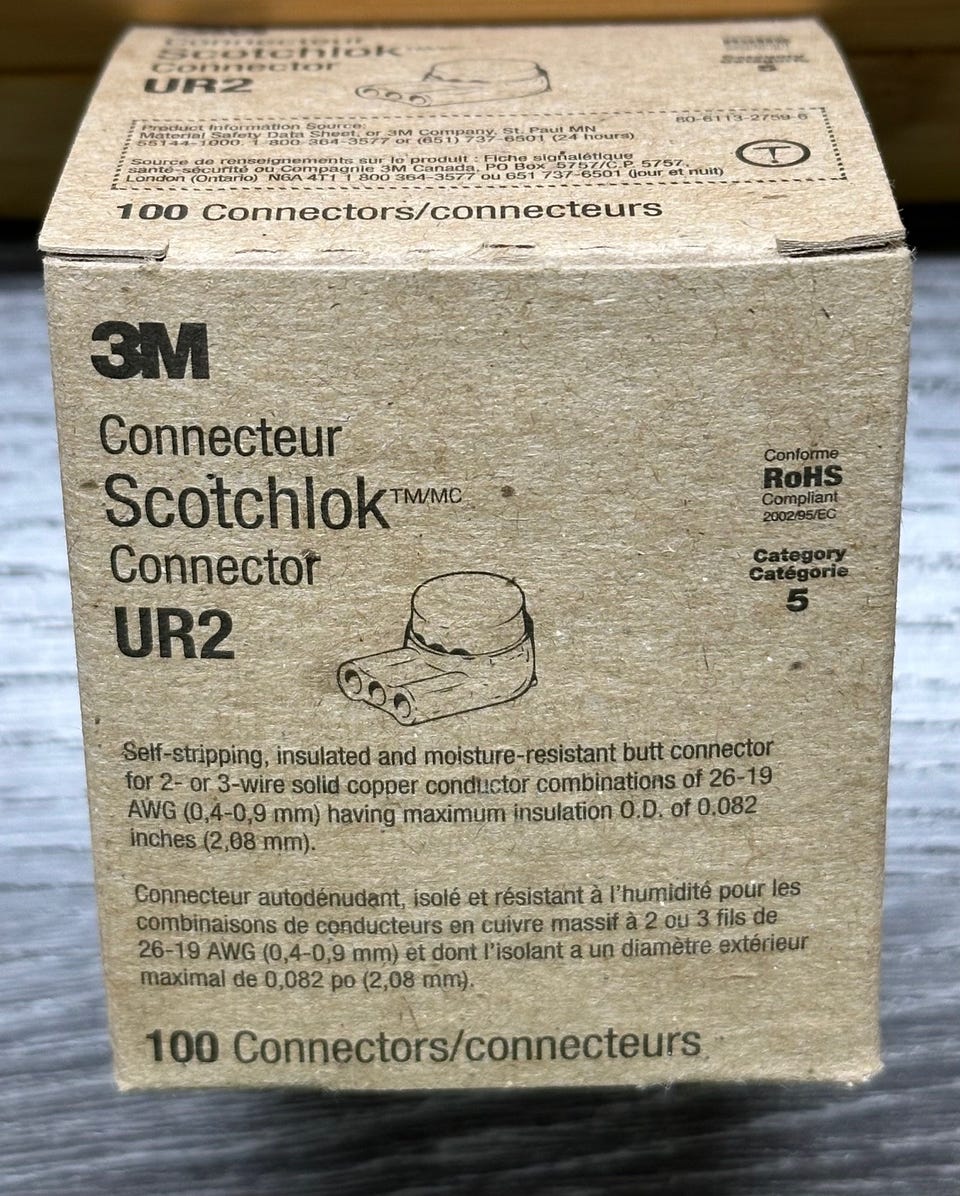 Connecteur
Scotchlok™/MC
Connector
UR2
RoHS
5
60-6113-2759-6
Product Information Source:
Material Safety Data Sheet, or 3M Company, St. Paul MN
55144-1000, 1 800-364-3577 or (651) 737-6501 (24 hours)
Source de renseignements sur le produit : Fiche signalétique
santé-sécurité ou Compagnie 3M Canada, PO Box 5757/C.P. 5757,
London (Ontario) N6A 4T1 1 800 364-3577 ou 651 737-6501 (jour et nuit)
100 Connectors/connecteurs
3M
Connecteur
Scotchlok™/MC
Connector
UR2
Conforme
RoHS
Compliant
2002/95/EC
Category
Catégorie
5
Self-stripping, insulated and moisture-resistant butt connector
for 2- or 3-wire solid copper conductor combinations of 26-19
AWG (0,4-0,9 mm) having maximum insulation O.D. of 0.082
inches (2,08 mm).
Connecteur autodénudant, isolé et résistant à l'humidité pour les
combinaisons de conducteurs en cuivre massif à 2 ou 3 fils de
26-19 AWG (0,4-0,9 mm) et dont l'isolant a un diamètre extérieur
maximal de 0,082 po (2,08 mm).
100 Connectors/connecteurs